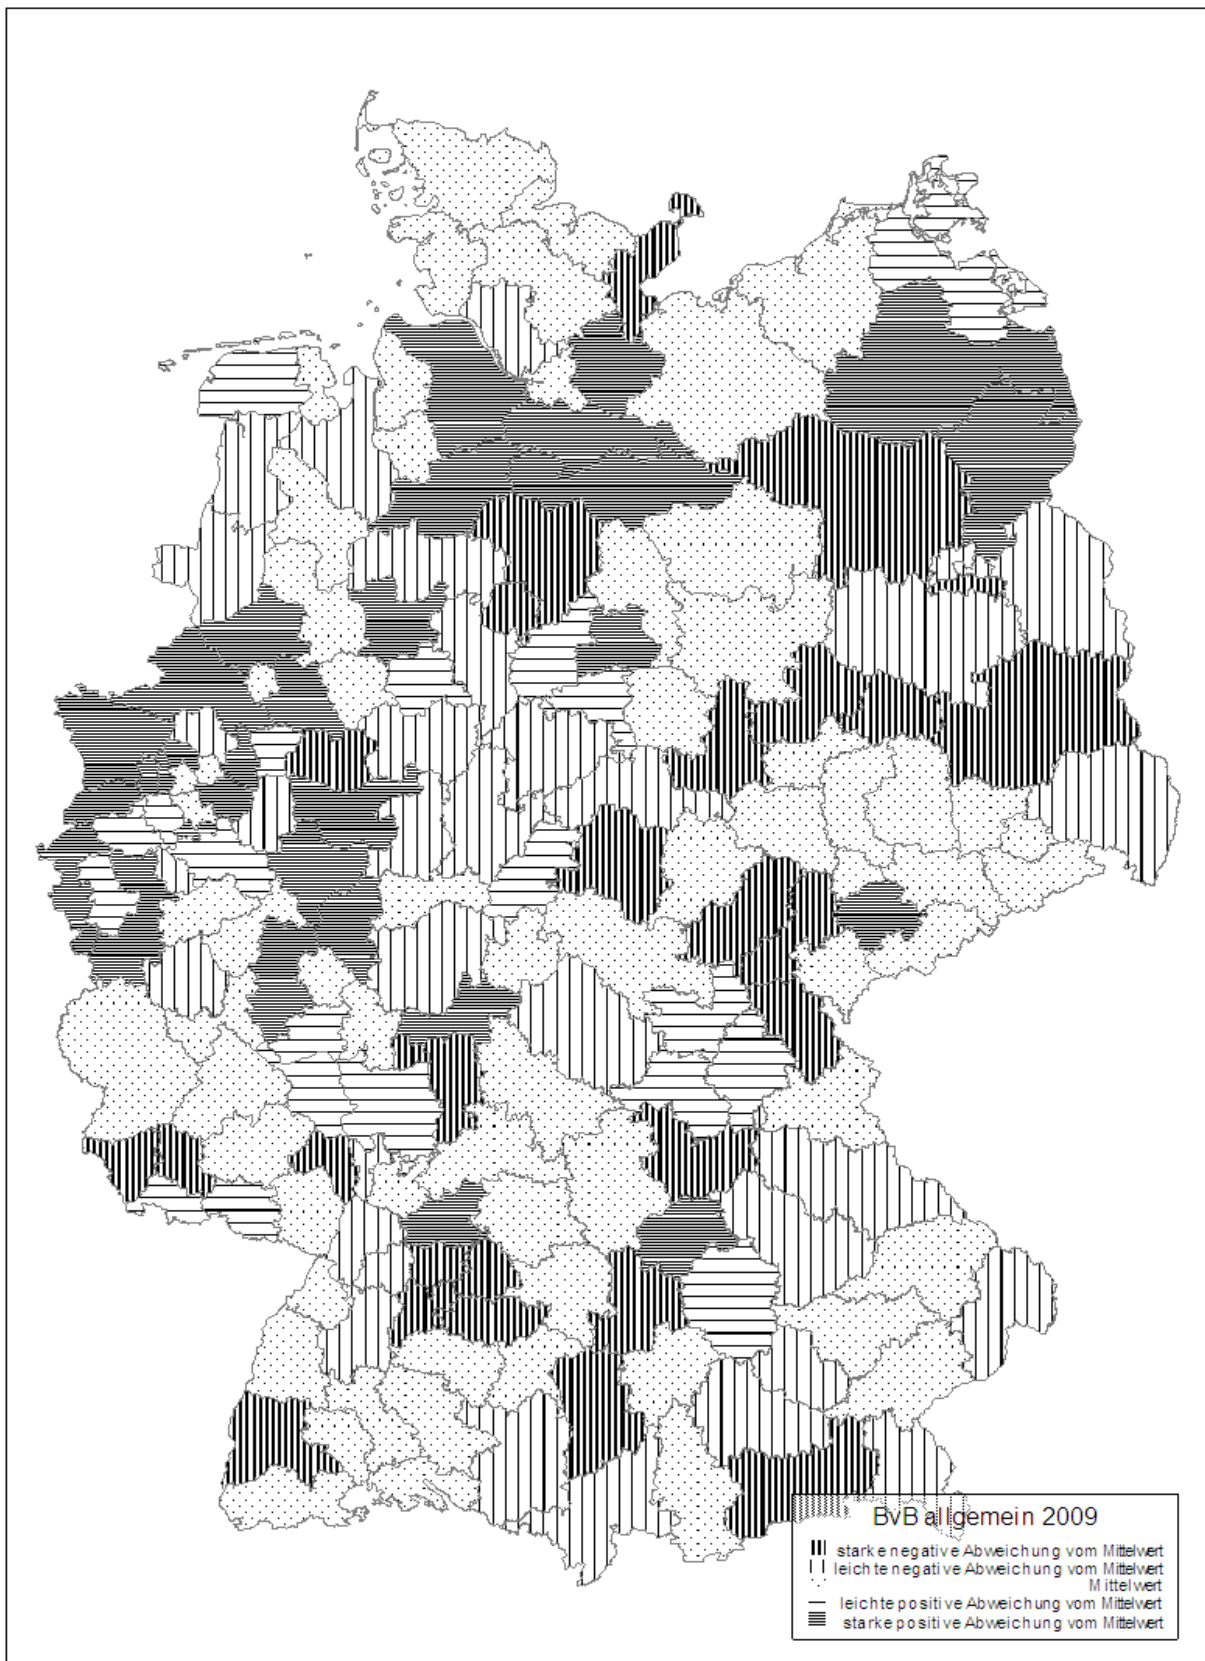 BvB allgemein 2009
starke negative Abweichung vom Mittelwert
leichte negative Abweichung vom Mittelwert
Mittelwert
leichte positive Abweichung vom Mittelwert
starke positive Abweichung vom Mittelwert